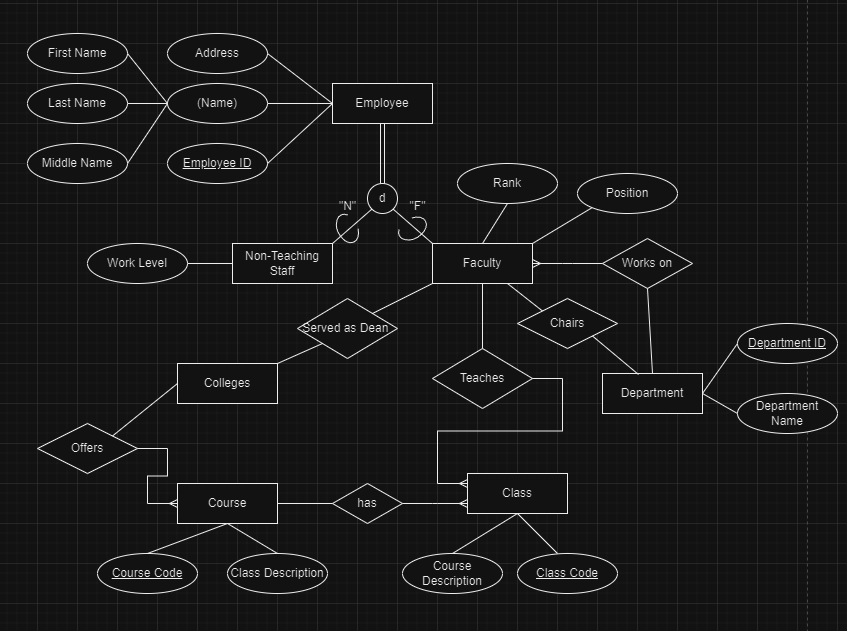 First Name
Address
Last Name
(Name)
Employee
Middle Name
Employee ID
d
"N"
"F"
Rank
Position
Work Level
Non-Teaching
Staff
Faculty
Works on
Served as Dean
Chairs
Department ID
Colleges
Teaches
Department
Department
Name
Offers
Course
has
Class
Course Code
Class Description
Course
Description
Class Code